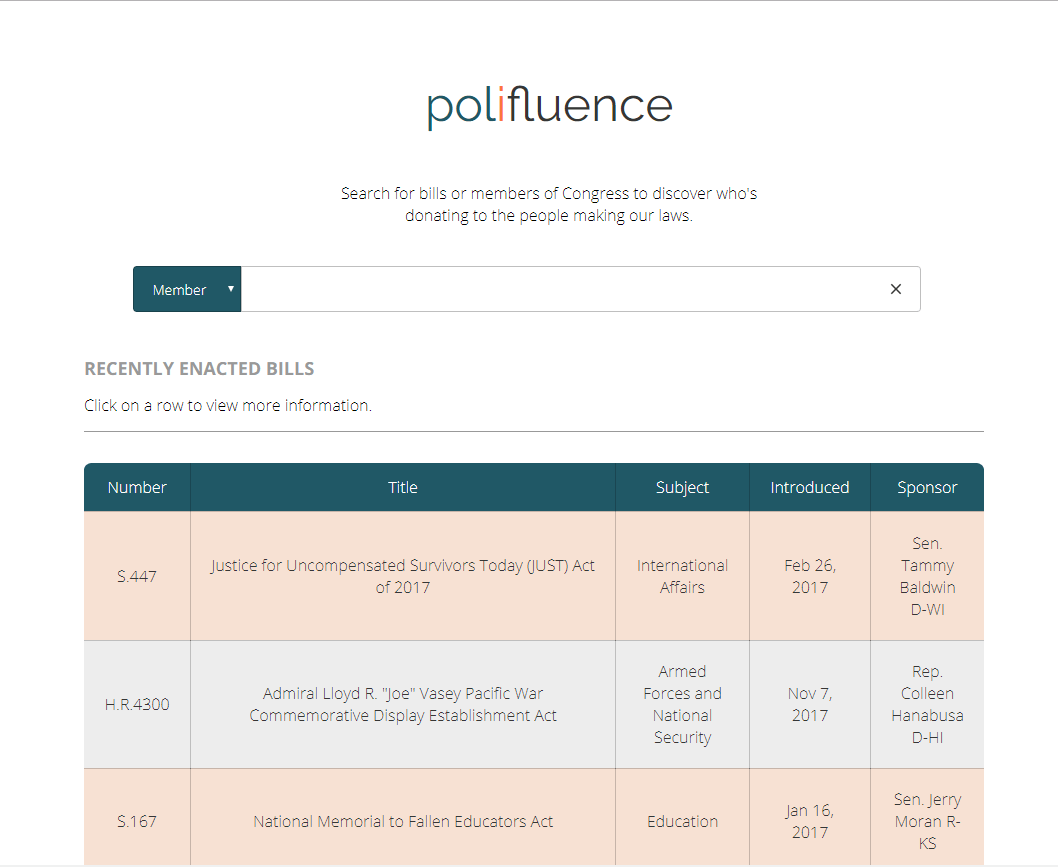 polifluence
Search for bills or members of Congress to discover who's
donating to the people making our laws.
Member
RECENTLY ENACTED BILLS
Click on a row to view more information.
Number Title Subject Introduced Sponsor
S.447
Justice for Uncompensated Survivors Today (JUST) Act
of 2017
International
Affairs
Feb 26,
2017
Sen.
Tammy
Baldwin
D-WI
H.R.4300
Admiral Lloyd R. "Joe" Vasey Pacific War
Commemorative Display Establishment Act
Armed
Forces and
National
Security
Nov 7,
2017
Rep.
Colleen
Hanabusa
D-HI
S.167
National Memorial to Fallen Educators Act
Education
Jan 16,
2017
Sen. Jerry
Moran R-
KS